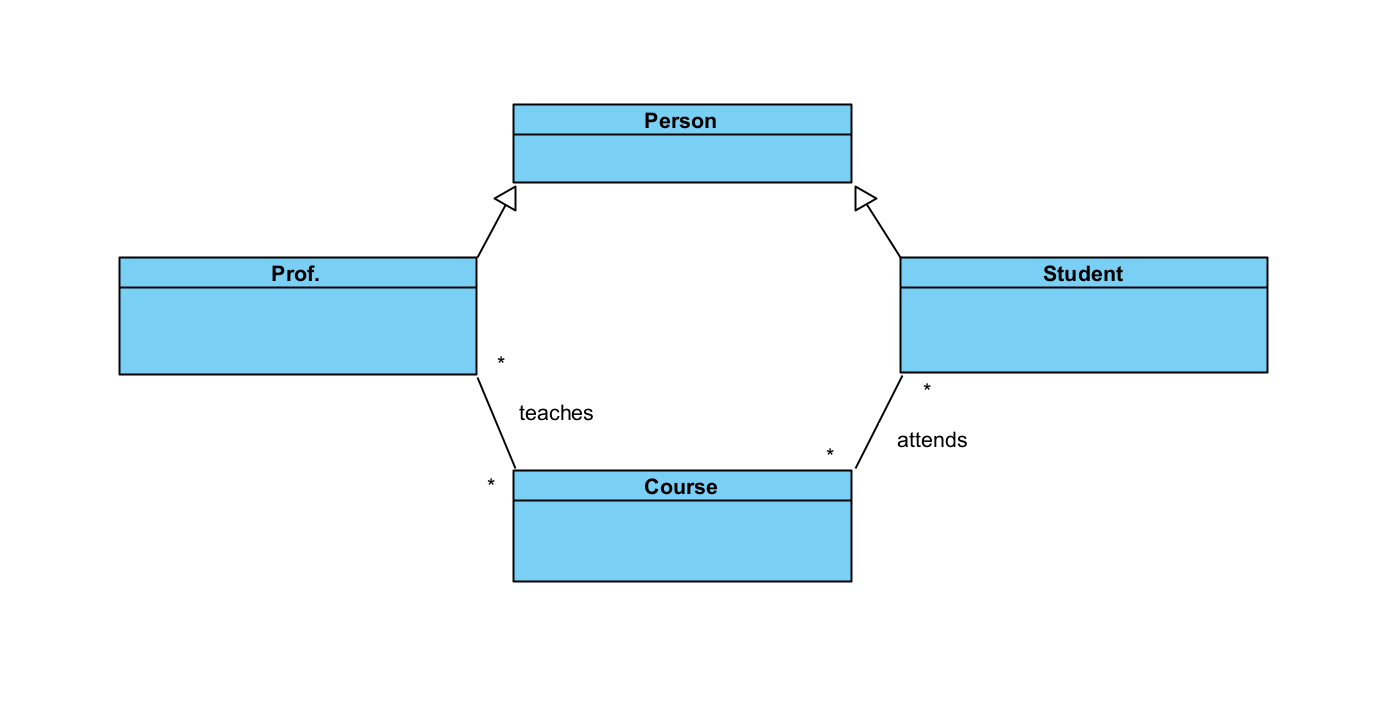 Person
Prof.
Student
*
teaches
*
*
attends
*
Course